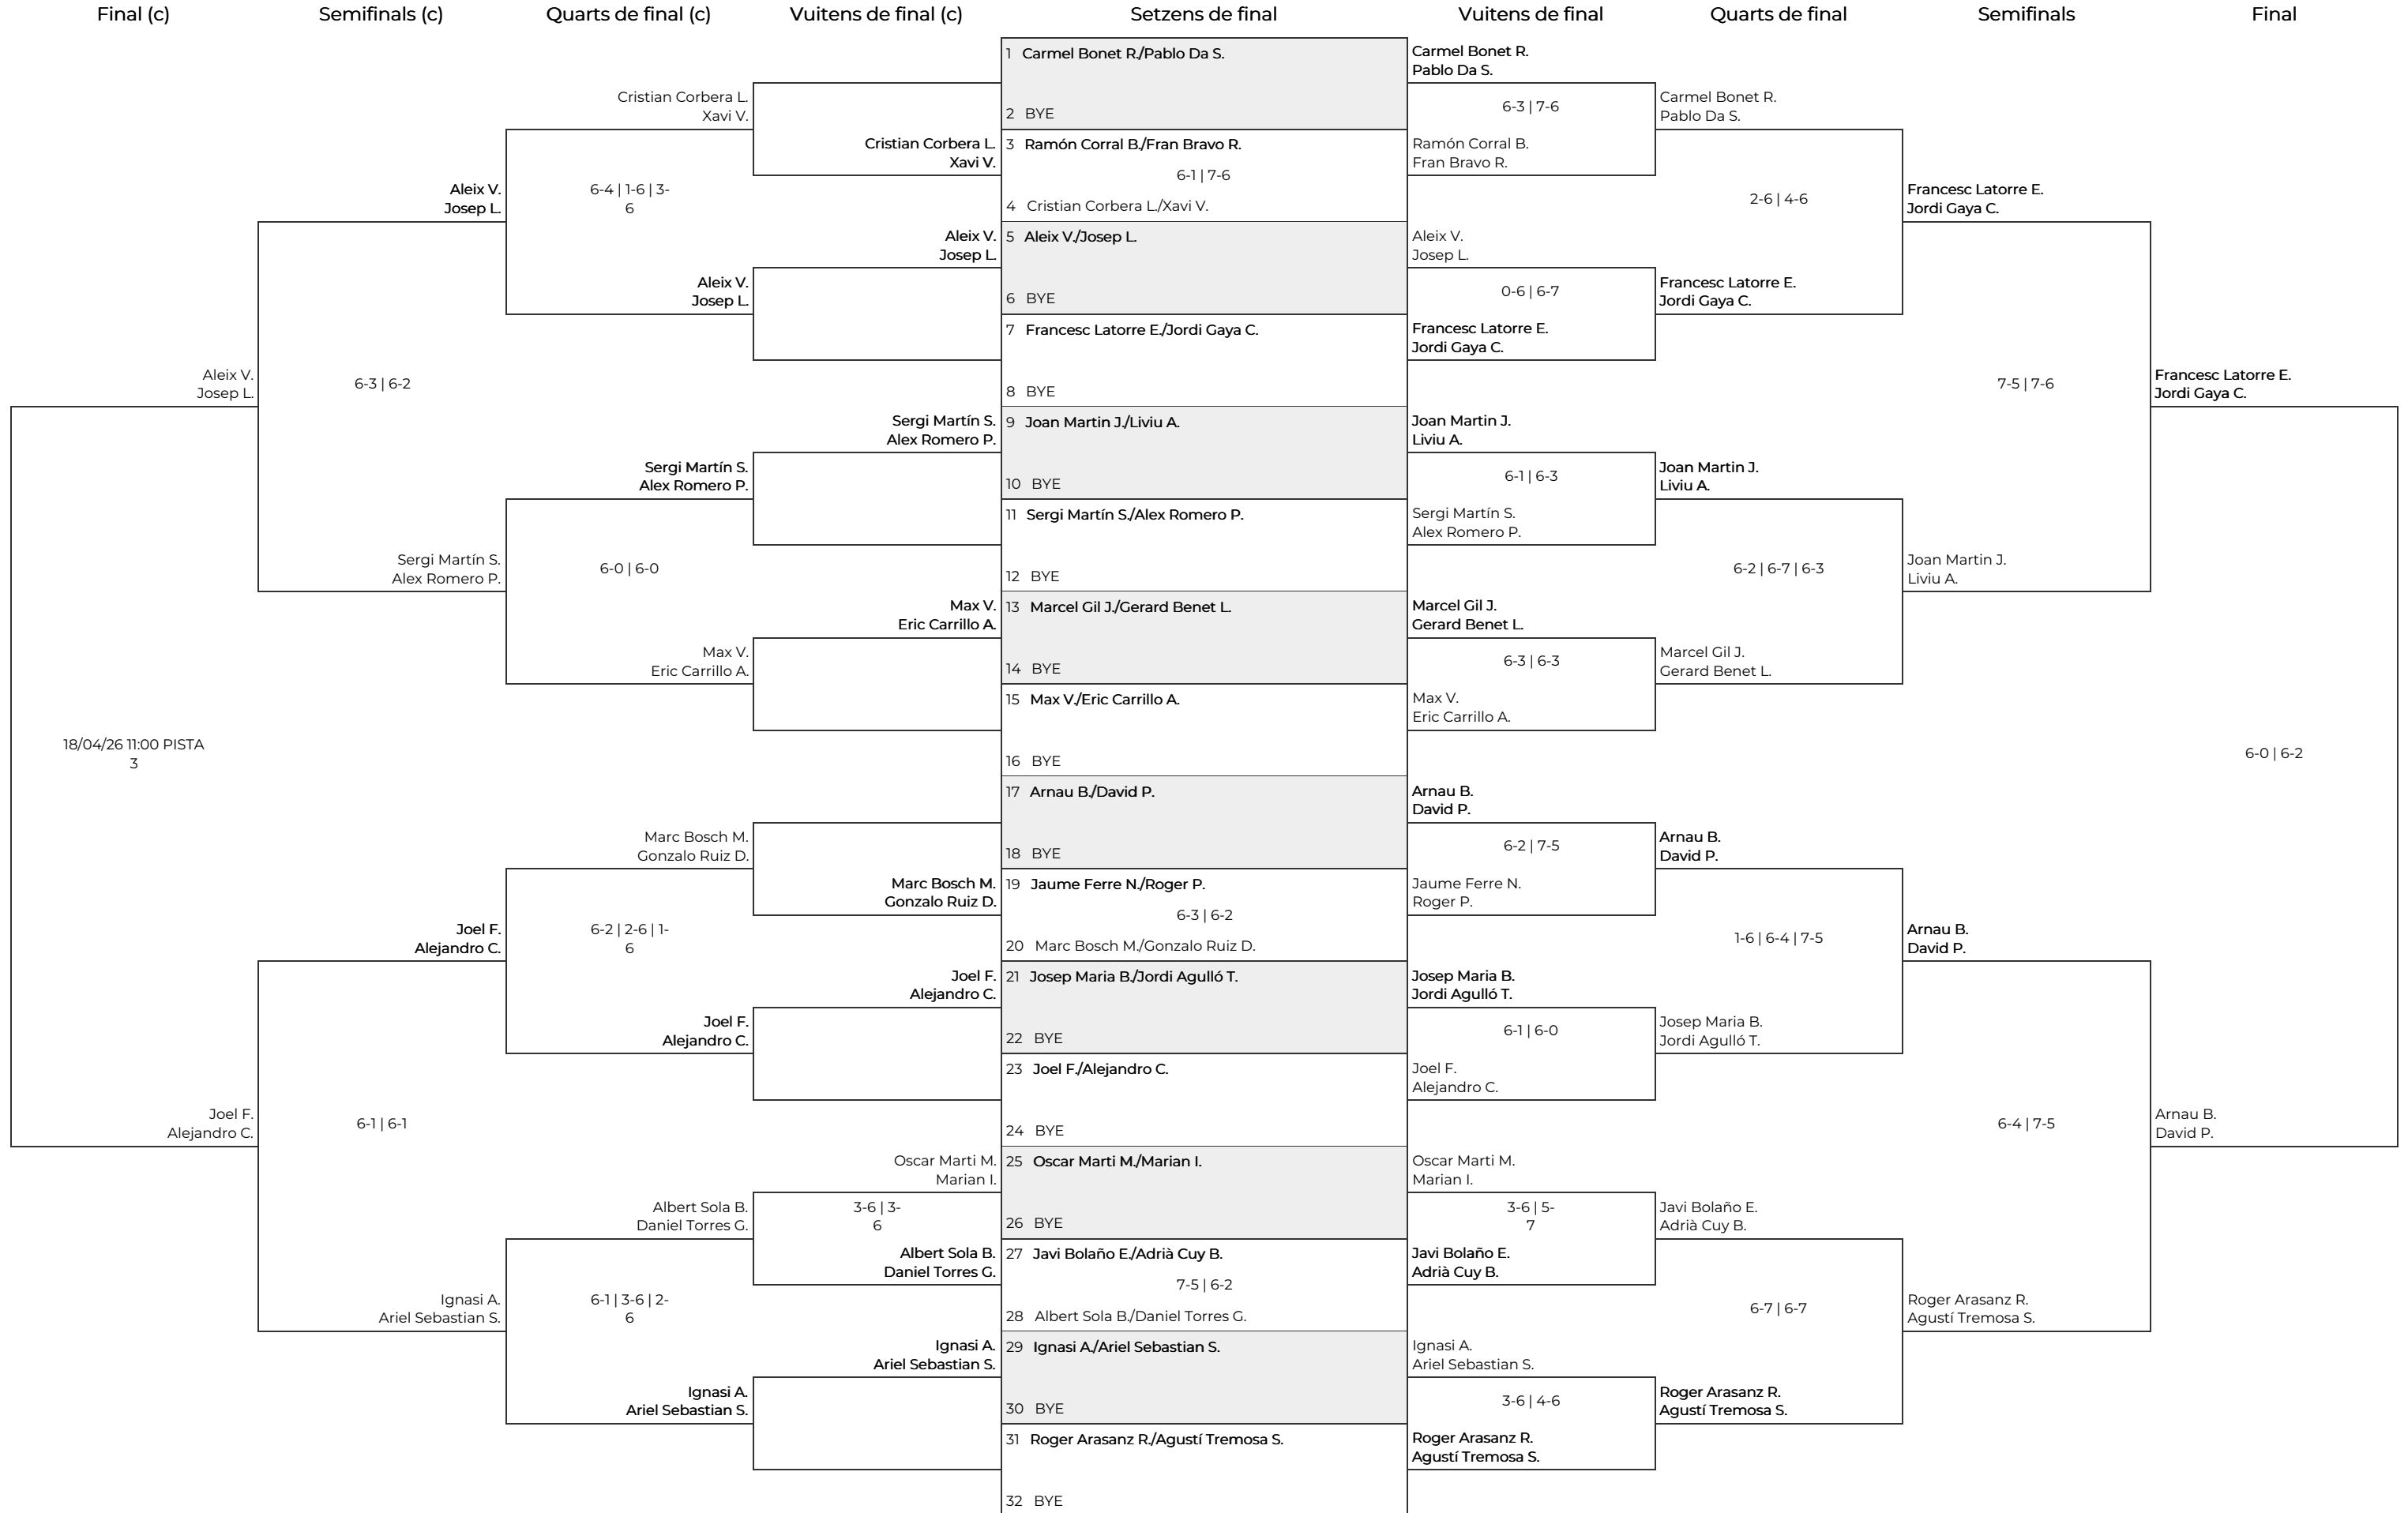 Final (c)
Semifinals (c)
Quarts de final (c)
Vuitens de final (c)
Setzens de final
Vuitens de final
Quarts de final
Semifinals
Final
Aleix V.
Josep L.
18/04/26 11:00 PISTA
3
Joel F.
Alejandro C.
Aleix V.
Josep L.
6-3 | 6-2
Sergi Martín S.
Alex Romero P.
Joel F.
Alejandro C.
6-1 | 6-1
Ignasi A.
Ariel Sebastian S.
Cristian Corbera L.
Xavi V.
6-4 | 1-6 | 3-
6
Aleix V.
Josep L.
Sergi Martín S.
Alex Romero P.
6-0 | 6-0
Max V.
Eric Carrillo A.
Marc Bosch M.
Gonzalo Ruiz D.
6-2 | 2-6 | 1-
6
Joel F.
Alejandro C.
Albert Sola B.
Daniel Torres G.
6-1 | 3-6 | 2-
6
Ignasi A.
Ariel Sebastian S.
Cristian Corbera L.
Xavi V.
Aleix V.
Josep L.
Sergi Martín S.
Alex Romero P.
Max V.
Eric Carrillo A.
Marc Bosch M.
Gonzalo Ruiz D.
Joel F.
Alejandro C.
Oscar Marti M.
Marian I.
3-6 | 3-
6
Albert Sola B.
Daniel Torres G.
Ignasi A.
Ariel Sebastian S.
1 Carmel Bonet R./Pablo Da S.
2 BYE
3 Ramón Corral B./Fran Bravo R.
6-1 | 7-6
4 Cristian Corbera L./Xavi V.
5 Aleix V./Josep L.
6 BYE
7 Francesc Latorre E./Jordi Gaya C.
8 BYE
9 Joan Martin J./Liviu A.
10 BYE
11 Sergi Martín S./Alex Romero P.
12 BYE
13 Marcel Gil J./Gerard Benet L.
14 BYE
15 Max V./Eric Carrillo A.
16 BYE
17 Arnau B./David P.
18 BYE
19 Jaume Ferre N./Roger P.
6-3 | 6-2
20 Marc Bosch M./Gonzalo Ruiz D.
21 Josep Maria B./Jordi Agulló T.
22 BYE
23 Joel F./Alejandro C.
24 BYE
25 Oscar Marti M./Marian I.
26 BYE
27 Javi Bolaño E./Adrià Cuy B.
7-5 | 6-2
28 Albert Sola B./Daniel Torres G.
29 Ignasi A./Ariel Sebastian S.
30 BYE
31 Roger Arasanz R./Agustí Tremosa S.
32 BYE
Carmel Bonet R.
Pablo Da S.
6-3 | 7-6
Ramón Corral B.
Fran Bravo R.
Aleix V.
Josep L.
0-6 | 6-7
Francesc Latorre E.
Jordi Gaya C.
Joan Martin J.
Liviu A.
6-1 | 6-3
Sergi Martín S.
Alex Romero P.
Marcel Gil J.
Gerard Benet L.
6-3 | 6-3
Max V.
Eric Carrillo A.
Arnau B.
David P.
6-2 | 7-5
Jaume Ferre N.
Roger P.
Josep Maria B.
Jordi Agulló T.
6-1 | 6-0
Joel F.
Alejandro C.
Oscar Marti M.
Marian I.
3-6 | 5-
7
Javi Bolaño E.
Adrià Cuy B.
Ignasi A.
Ariel Sebastian S.
3-6 | 4-6
Roger Arasanz R.
Agustí Tremosa S.
Carmel Bonet R.
Pablo Da S.
2-6 | 4-6
Francesc Latorre E.
Jordi Gaya C.
Joan Martin J.
Liviu A.
6-2 | 6-7 | 6-3
Marcel Gil J.
Gerard Benet L.
Arnau B.
David P.
1-6 | 6-4 | 7-5
Josep Maria B.
Jordi Agulló T.
Javi Bolaño E.
Adrià Cuy B.
6-7 | 6-7
Roger Arasanz R.
Agustí Tremosa S.
Francesc Latorre E.
Jordi Gaya C.
7-5 | 7-6
Joan Martin J.
Liviu A.
Arnau B.
David P.
6-4 | 7-5
Roger Arasanz R.
Agustí Tremosa S.
Francesc Latorre E.
Jordi Gaya C.
6-0 | 6-2
Arnau B.
David P.